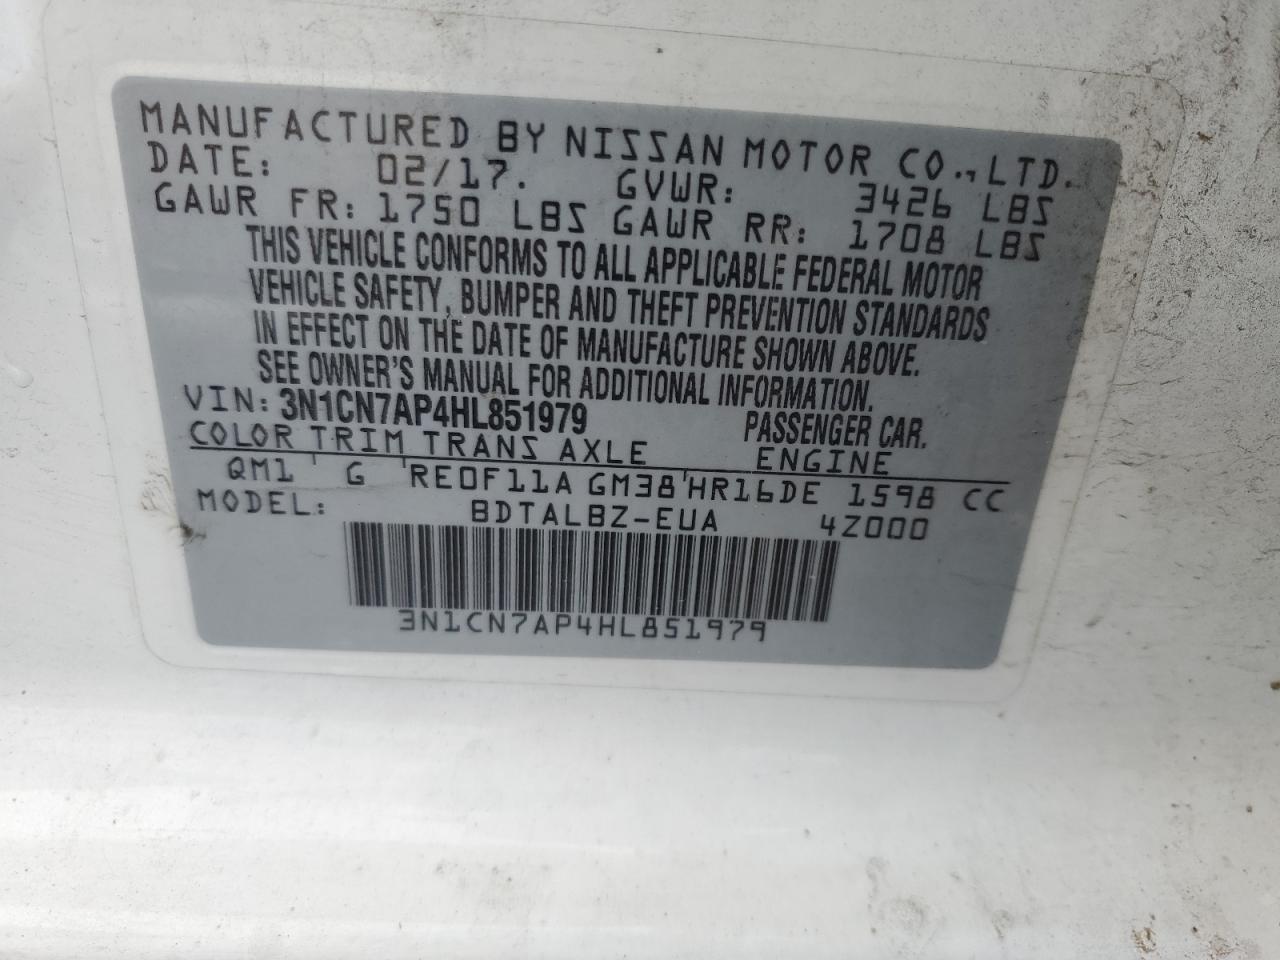 MANUFACTURED BY NISSAN MOTOR CO., LTD.
DATE: 02/17. GVWR: 3426 LBS
GAWR FR: 1750 LBS GAWR RR: 1708 LBS
THIS VEHICLE CONFORMS TO ALL APPLICABLE FEDERAL MOTOR
VEHICLE SAFETY, BUMPER AND THEFT PREVENTION STANDARDS
IN EFFECT ON THE DATE OF MANUFACTURE SHOWN ABOVE.
SEE OWNER'S MANUAL FOR ADDITIONAL INFORMATION.
VIN: 3N1CN7AP4HL851979 PASSENGER CAR.
COLOR TRIM TRANS AXLE ENGINE
QM1 G RE0F11A GM38 HR16DE 1598 CC
MODEL: BDTALBZ-EUA 4Z000
3N1CN7AP4HL851979